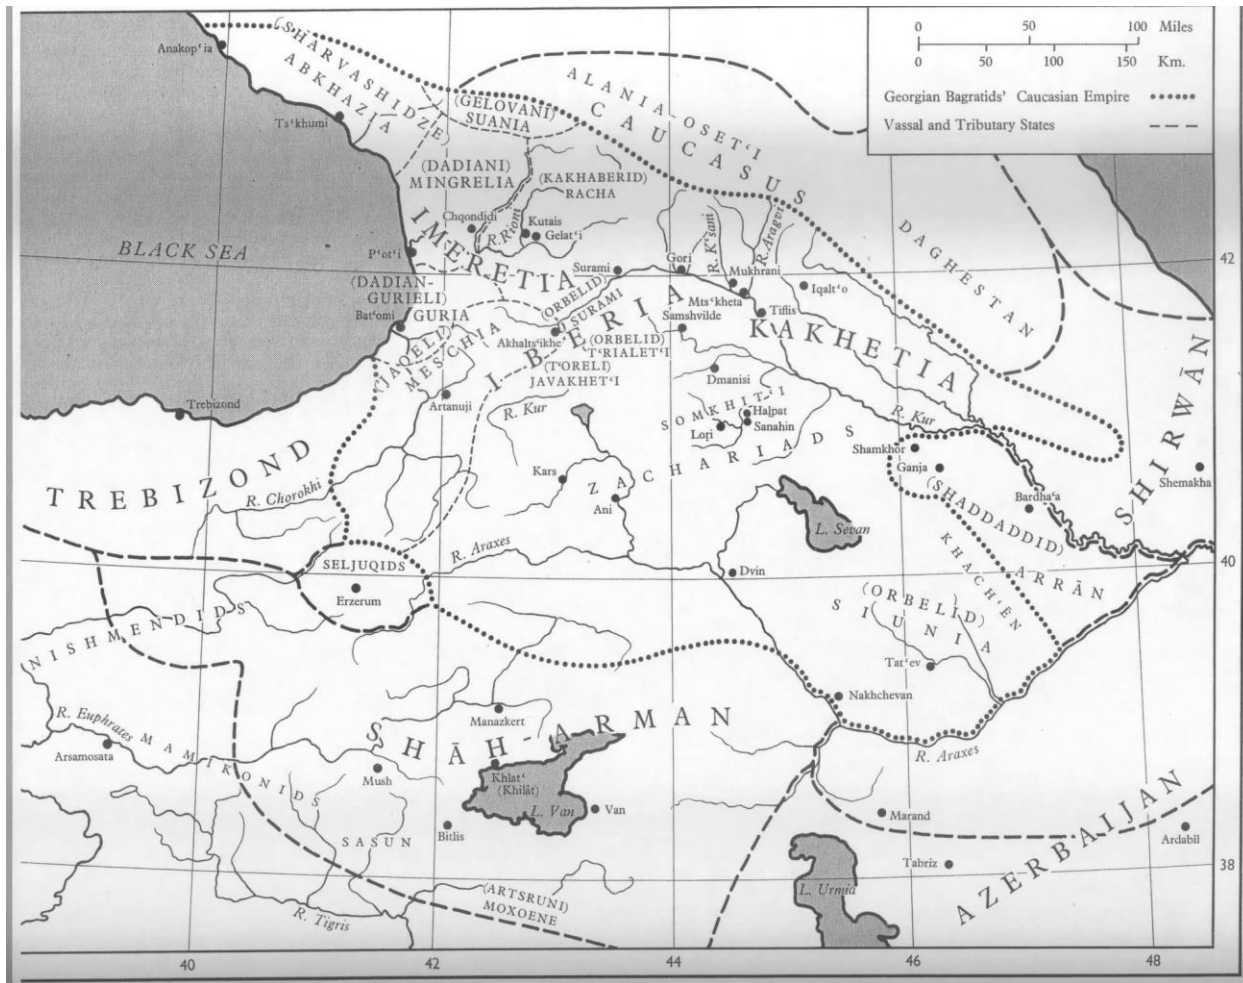 0 50 100 Miles
0 50 100 150 Km.
Georgian Bagratids' Caucasian Empire
Vassal and Tributary States
Anakop‘ia
(SHARVASHIDZE)
ABKHAZIA
Ts‘khumi
(GELOVANI)
SUANIA
ALANIA-OSET‘I
CAUCASUS
(DADIANI)
MINGRELIA
(KAKHABERID)
RACHA
Chqondidi
R. Rioni
Kutais
Gelat‘i
BLACK SEA
P‘ot‘i
IMERETIA
Surami
Gori
R. K‘sani
R. Aragvi
Mukhrani
Iqalt‘o
DAGHESTAN
42
(DADIAN-
GURIELI)
GURIA
Bat‘omi
(ORBELID)
SURAMI
Mts‘kheta
Samshvilde
Tiflis
KAKHETIA
Akhalts‘ikhe
IBERIA
(ORBELID)
T‘RIALET‘I
(JAQELI)
MESCHIA
(T‘ORELI)
JAVAKHET‘I
Dmanisi
Artanuji
R. Kur
SOMKHIT‘I
Halpat
Sanahin
Lori
R. Kur
Trebizond
TREBIZOND
R. Chorokhi
Kars
Ani
ZACHARIADS
Shamkhor
Ganja
SHIRWĀN
Shemakha
(SHADDADID)
Bardha‘a
ARRĀN
L. Sevan
KHACHIĒN
SELJUQIDS
Erzerum
R. Araxes
Dvin
40
(ORBELID)
SIUNIA
Tat‘ev
NISHMENDIDS
Nakhchevan
Manazkert
SHĀH-ARMAN
R. Euphrates
Arsamosata
MAMIKONIDS
Mush
Khlat‘
(Khilāt)
L. Van
Van
R. Araxes
SASUN
Bitlis
Marand
AZERBAIJAN
Ardabīl
Tabriz
38
L. Urmia
(ARTSRUNI)
MOXOENE
R. Tigris
40 42 44 46 48